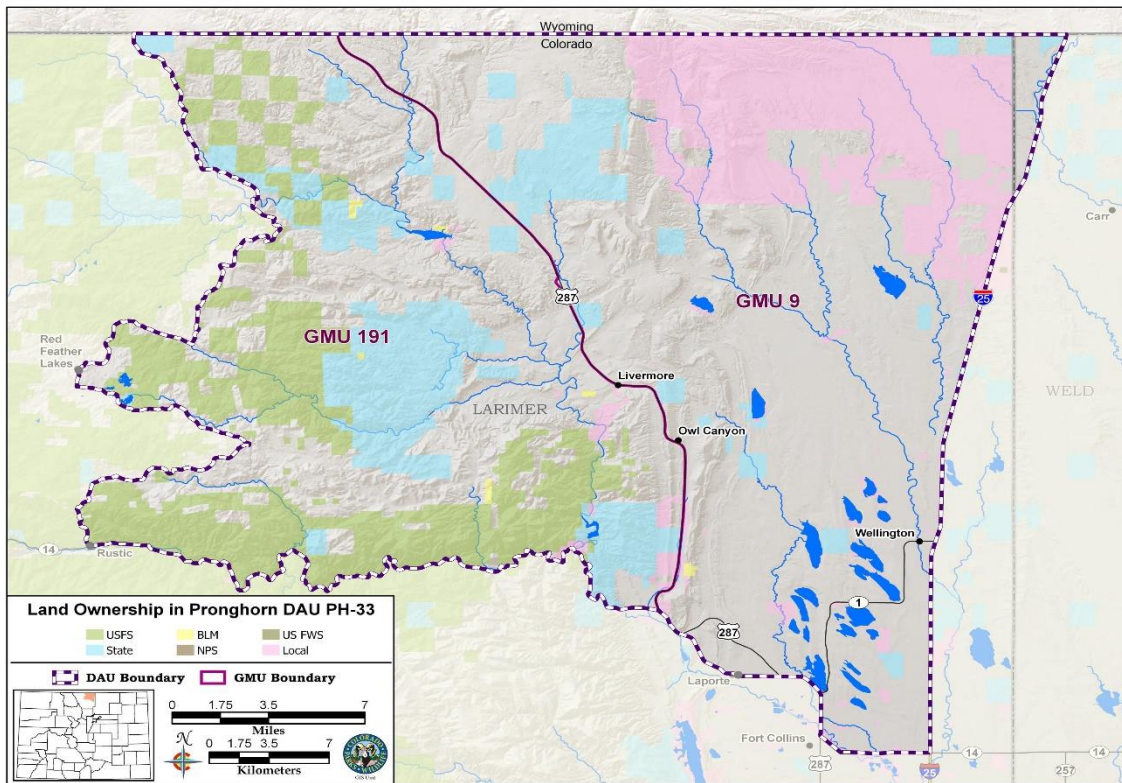 Wyoming
Colorado
Carr
25
287
GMU 9
GMU 191
Red
Feather
Lakes
Livermore
WELD
LARIMER
Owl Canyon
Wellington
14
Rustic
1
287
Laporte
Fort Collins
287
25
14
257
Land Ownership in Pronghorn DAU PH-33
USFS
BLM
US FWS
State
NPS
Local
DAU Boundary
GMU Boundary
0 1.75 3.5 7
Miles
N
0 1.75 3.5 7
Kilometers
COLORADO
GIS Unit